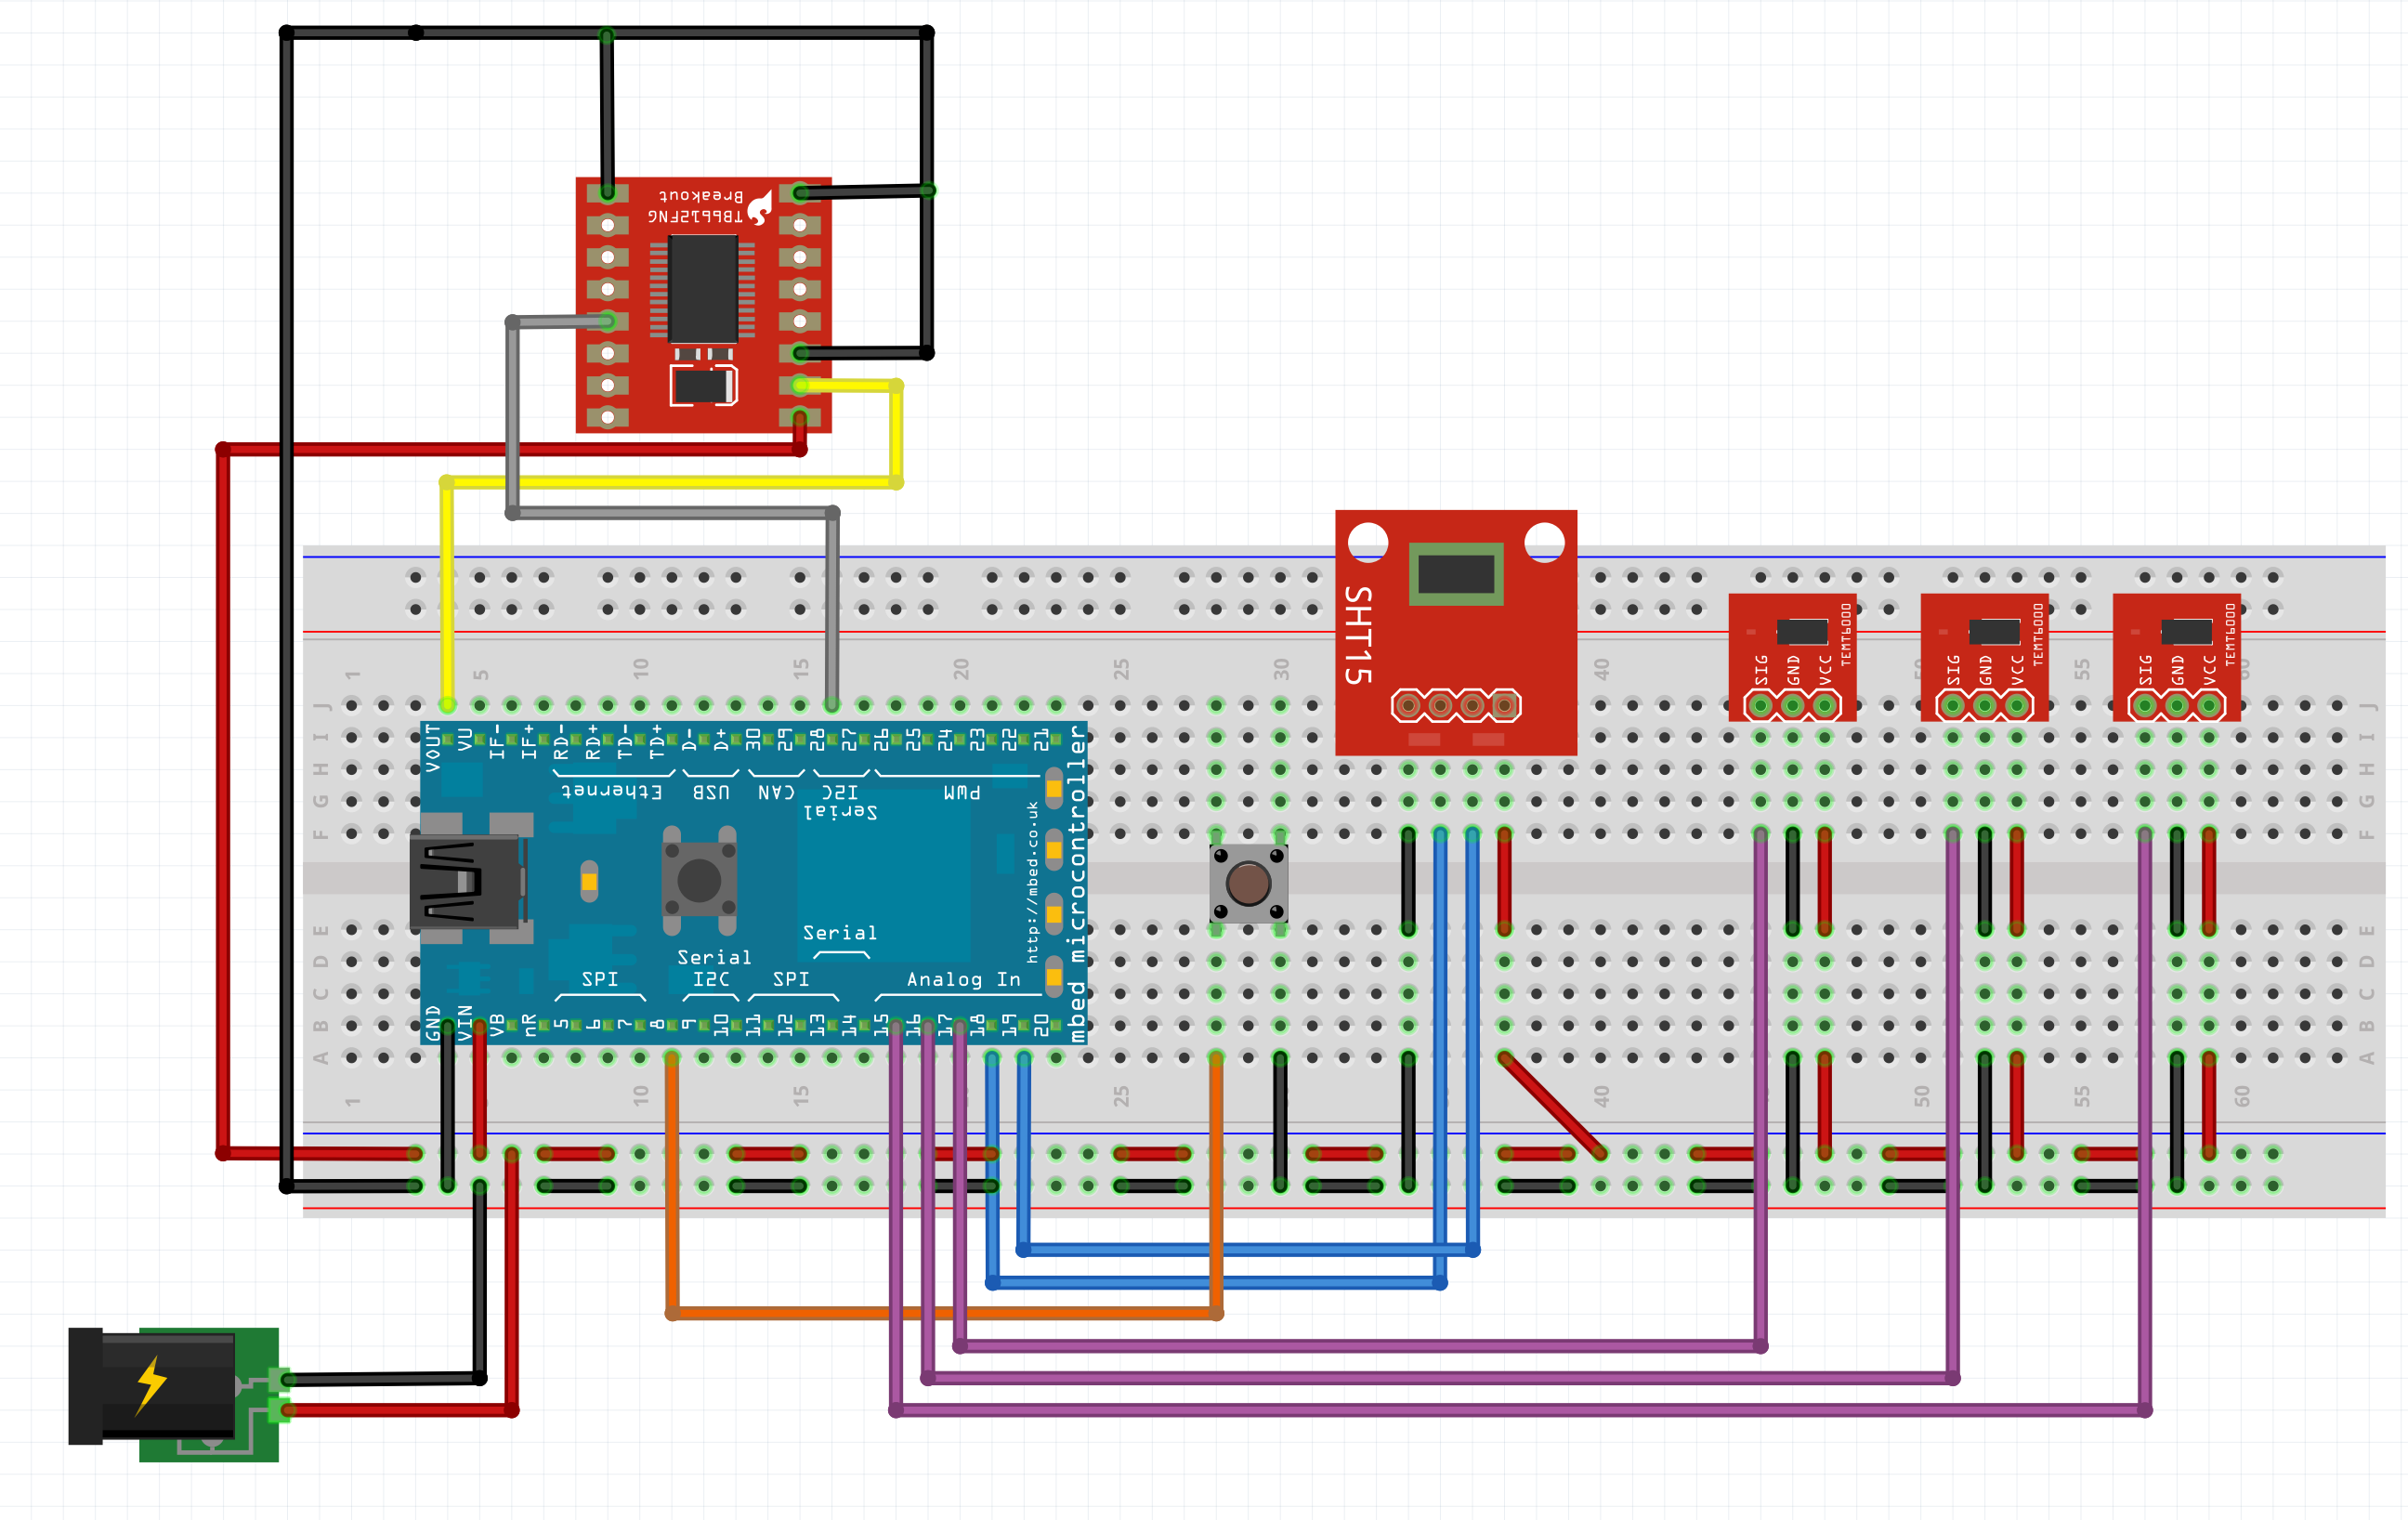 Breakout
TB6612FNG
SHT15
TEMT6000
SIG
GND
VCC
TEMT6000
SIG
GND
VCC
TEMT6000
SIG
GND
VCC
1
5
10
15
20
25
30
40
55
J
I
H
G
F
E
D
C
B
A
J
I
H
G
F
E
D
C
B
A
VOUT
VU
IF-
IF+
RD-
RD+
TD-
TD+
D-
D+
30
29
28
27
26
25
24
23
22
21
Ethernet
USB
CAN
I2C
PWM
Serial
http://mbed.co.uk
mbed microcontroller
Serial
Serial
SPI
I2C
SPI
Analog In
GND
VIN
VB
nR
5
6
7
8
9
10
11
12
13
14
15
16
17
18
19
20
1
10
15
25
40
50
55
60